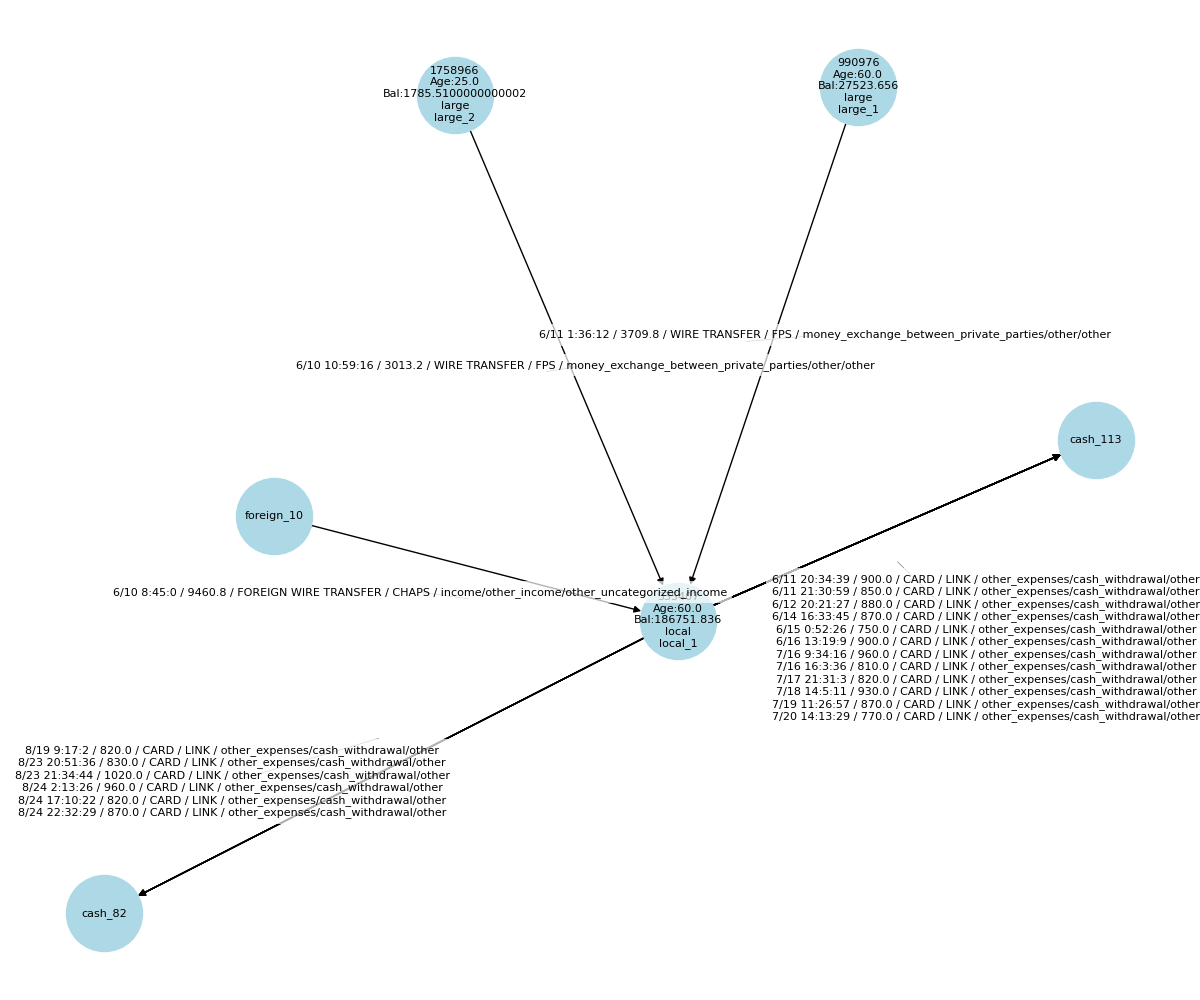 1758966
Age:25.0
Bal:1785.5100000000002
large
large_2
990976
Age:60.0
Bal:27523.656
large
large_1
6/11 1:36:12 / 3709.8 / WIRE TRANSFER / FPS / money_exchange_between_private_parties/other/other
6/10 10:59:16 / 3013.2 / WIRE TRANSFER / FPS / money_exchange_between_private_parties/other/other
cash_113
foreign_10
6/10 8:45:0 / 9460.8 / FOREIGN WIRE TRANSFER / CHAPS / income/other_income/other_uncategorized_income
Age:60.0
Bal:186751.836
local
local_1
6/11 20:34:39 / 900.0 / CARD / LINK / other_expenses/cash_withdrawal/other
6/11 21:30:59 / 850.0 / CARD / LINK / other_expenses/cash_withdrawal/other
6/12 20:21:27 / 880.0 / CARD / LINK / other_expenses/cash_withdrawal/other
6/14 16:33:45 / 870.0 / CARD / LINK / other_expenses/cash_withdrawal/other
6/15 0:52:26 / 750.0 / CARD / LINK / other_expenses/cash_withdrawal/other
6/16 13:19:9 / 900.0 / CARD / LINK / other_expenses/cash_withdrawal/other
7/16 9:34:16 / 960.0 / CARD / LINK / other_expenses/cash_withdrawal/other
7/16 16:3:36 / 810.0 / CARD / LINK / other_expenses/cash_withdrawal/other
7/17 21:31:3 / 820.0 / CARD / LINK / other_expenses/cash_withdrawal/other
7/18 14:5:11 / 930.0 / CARD / LINK / other_expenses/cash_withdrawal/other
7/19 11:26:57 / 870.0 / CARD / LINK / other_expenses/cash_withdrawal/other
7/20 14:13:29 / 770.0 / CARD / LINK / other_expenses/cash_withdrawal/other
8/19 9:17:2 / 820.0 / CARD / LINK / other_expenses/cash_withdrawal/other
8/23 20:51:36 / 830.0 / CARD / LINK / other_expenses/cash_withdrawal/other
8/23 21:34:44 / 1020.0 / CARD / LINK / other_expenses/cash_withdrawal/other
8/24 2:13:26 / 960.0 / CARD / LINK / other_expenses/cash_withdrawal/other
8/24 17:10:22 / 820.0 / CARD / LINK / other_expenses/cash_withdrawal/other
8/24 22:32:29 / 870.0 / CARD / LINK / other_expenses/cash_withdrawal/other
cash_82